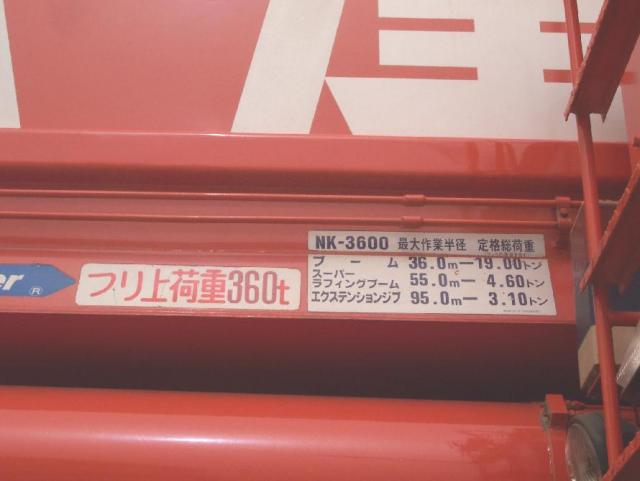 er®
フリ上荷重360t
NK-3600 最大作業半径 定格総荷重
ブーム 36.0m―19.00トン
スーパー
ラフィングブーム 55.0m― 4.60トン
エクステンションジブ 95.0m― 3.10トン